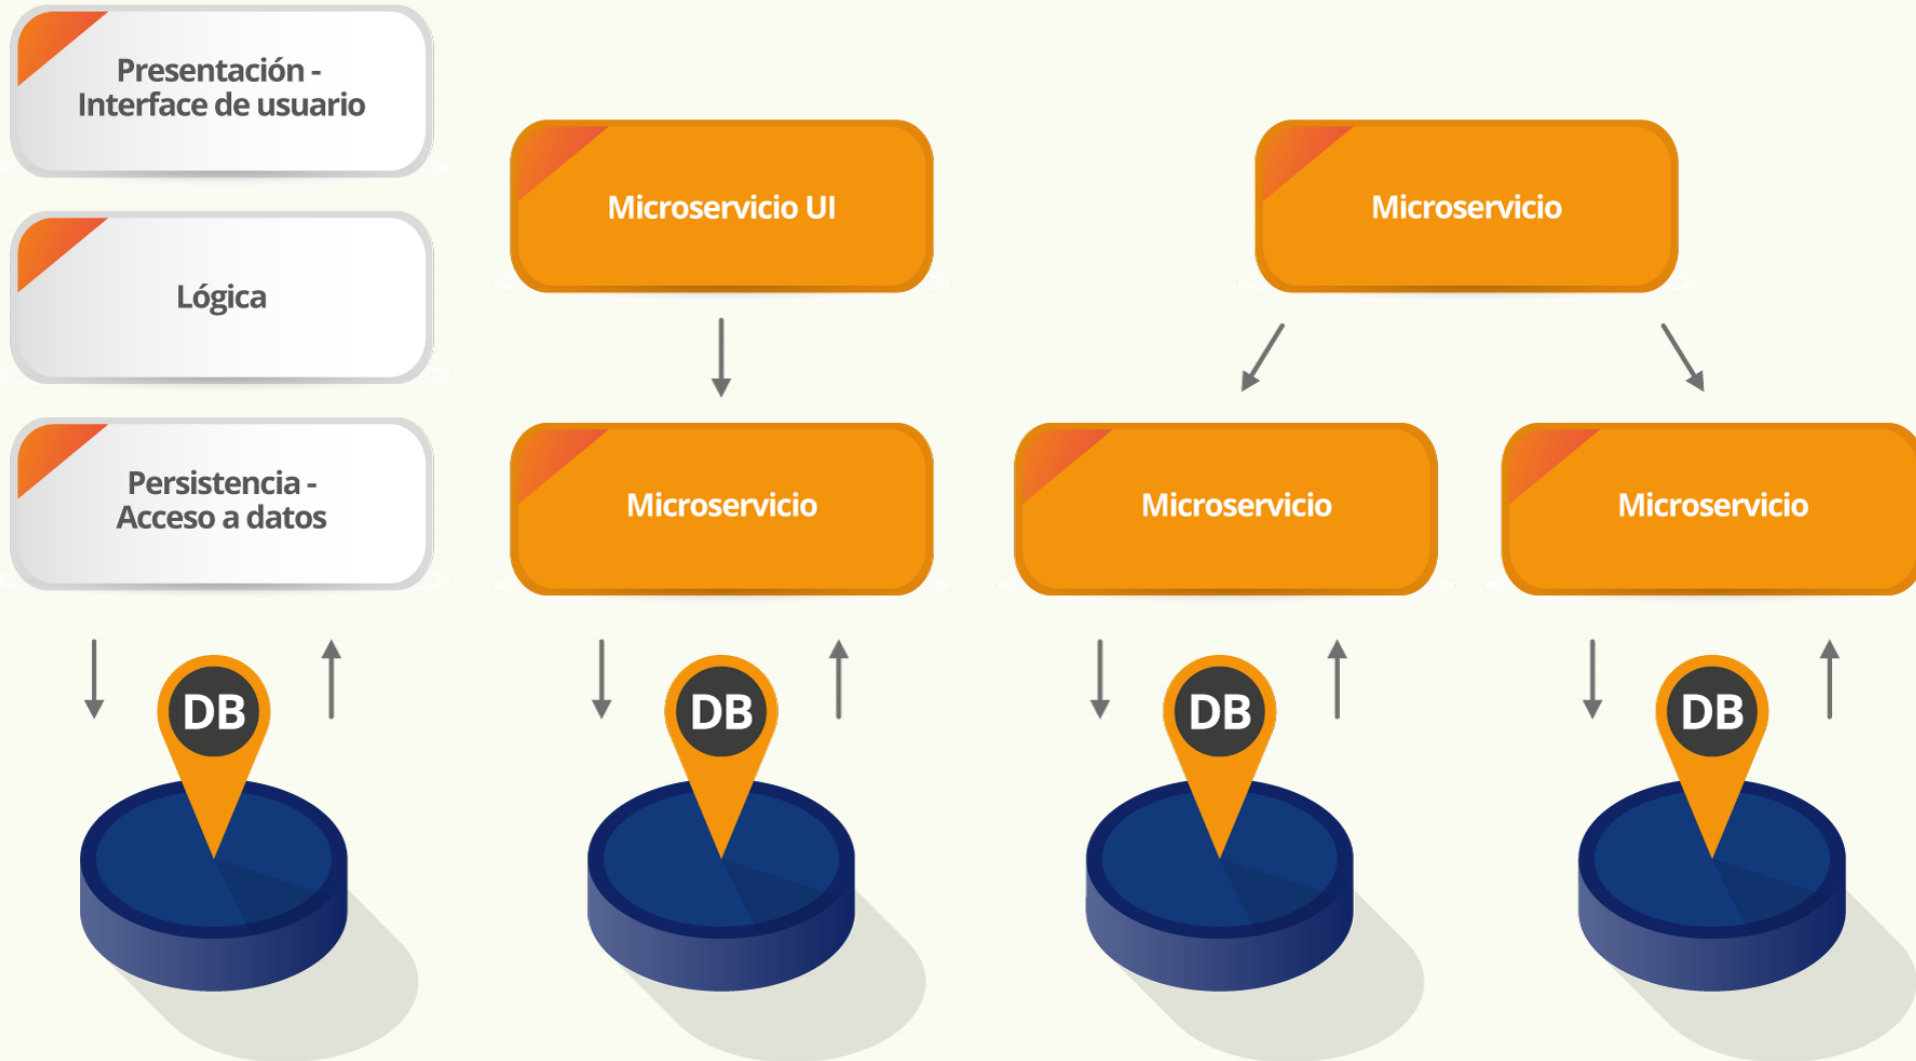 Presentación -
Interface de usuario
Lógica
Persistencia -
Acceso a datos
DB
Microservicio UI
Microservicio
DB
Microservicio
Microservicio
Microservicio
DB
DB